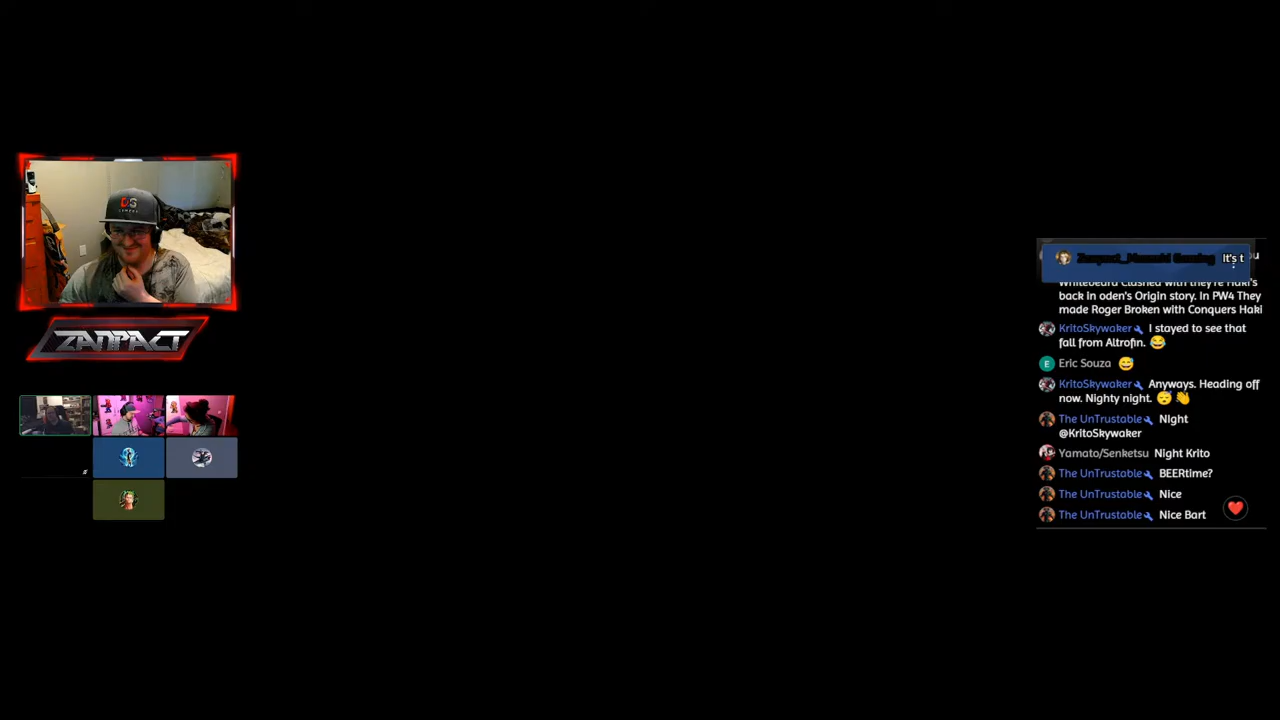 DS
ZANPACT
It's t
Whitebeard Clashed with they're Haki's
back in oden's Origin story. In PW4 They
made Roger Broken with Conquers Haki
KritoSkywaker I stayed to see that
fall from Altrofin. 😂
E Eric Souza 😅
KritoSkywaker Anyways. Heading off
now. Nighty night. 😴👋
The UnTrustable Night
@KritoSkywaker
Yamato/Senketsu Night Krito
The UnTrustable BEERtime?
The UnTrustable Nice
The UnTrustable Nice Bart